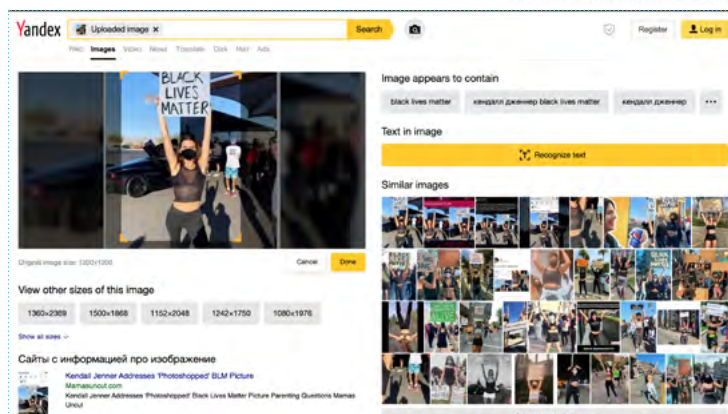 Yandex
Uploaded image ×
Search
Register
Log in
Images
Video
News
Translate
Mail
BLACK
LIVES
MATTER
Original image size: 1300×1000
Cancel
Done
View other sizes of this image
1360×2369
1500×1868
1152×2048
1242×1750
1080×1976
Show all sizes
Сайты с информацией про изображение
Kendall Jenner Addresses 'Photoshopped' BLM Picture
Mamasuncut.com
Kendall Jenner Addresses 'Photoshopped' Black Lives Matter Picture Parenting Questions Mamas
Uncut
Image appears to contain
black lives matter
кендалл дженнер black lives matter
кендалл дженнер
Text in image
Recognize text
Similar images